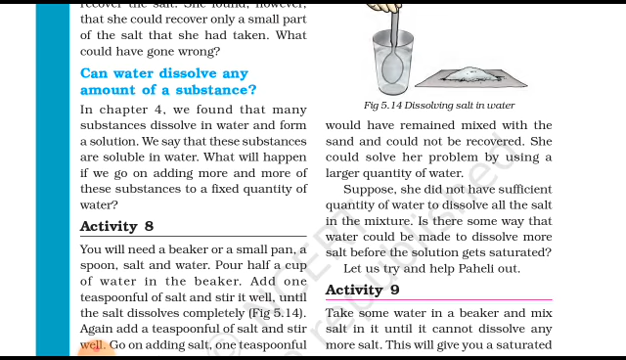 recover the salt. She found, however,
that she could recover only a small part
of the salt that she had taken. What
could have gone wrong?
Can water dissolve any
amount of a substance?
In chapter 4, we found that many
substances dissolve in water and form
a solution. We say that these substances
are soluble in water. What will happen
if we go on adding more and more of
these substances to a fixed quantity of
water?
Activity 8
You will need a beaker or a small pan, a
spoon, salt and water. Pour half a cup
of water in the beaker. Add one
teaspoonful of salt and stir it well, until
the salt dissolves completely (Fig 5.14).
Again add a teaspoonful of salt and stir
well. Go on adding salt, one teaspoonful
Fig 5.14 Dissolving salt in water
would have remained mixed with the
sand and could not be recovered. She
could solve her problem by using a
larger quantity of water.
Suppose, she did not have sufficient
quantity of water to dissolve all the salt
in the mixture. Is there some way that
water could be made to dissolve more
salt before the solution gets saturated?
Let us try and help Paheli out.
Activity 9
Take some water in a beaker and mix
salt in it until it cannot dissolve any
more salt. This will give you a saturated
© NCERT
republished